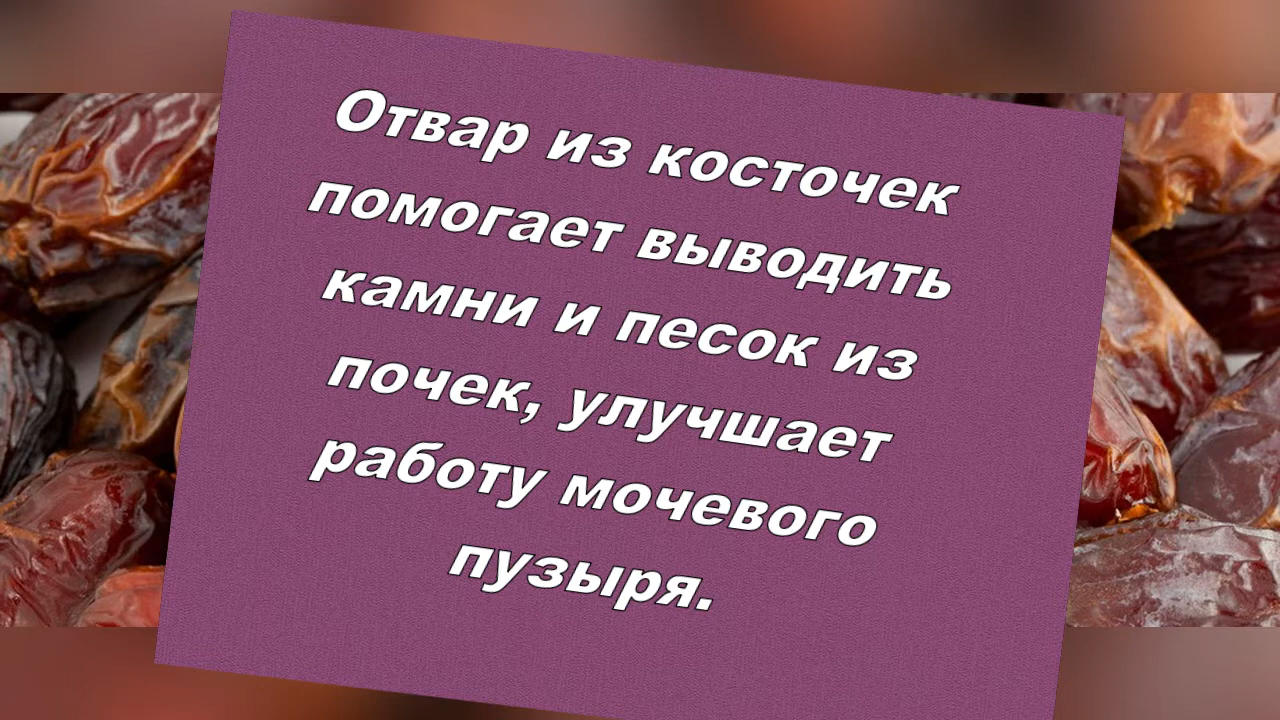 Отвар из косточек
помогает выводить
камни и песок из
почек, улучшает
работу мочевого
пузыря.